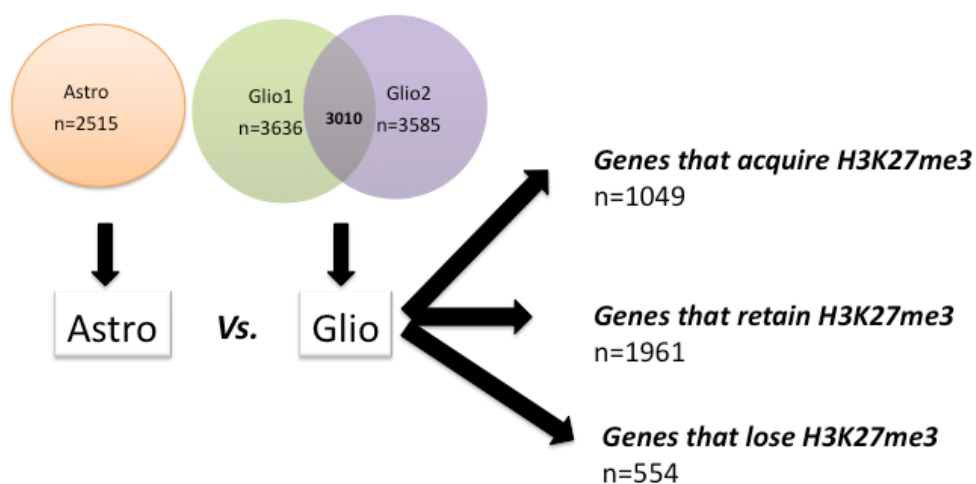 Astro
n=2515
Glio1
n=3636
3010
Glio2
n=3585
Astro
Vs.
Glio
Genes that acquire H3K27me3
n=1049
Genes that retain H3K27me3
n=1961
Genes that lose H3K27me3
n=554